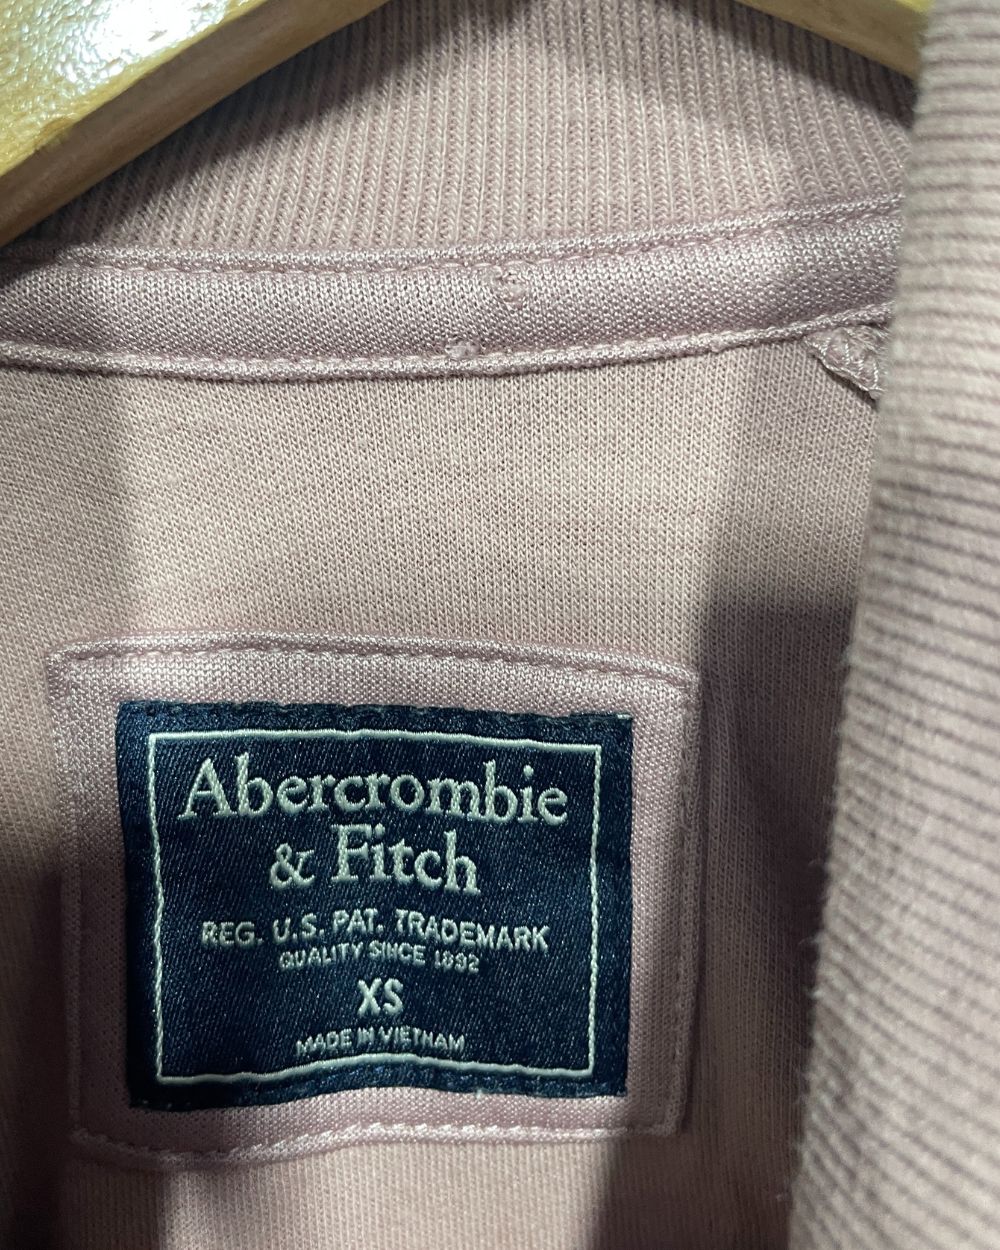 Abercrombie
& Fitch
REG. U.S. PAT. TRADEMARK
QUALITY SINCE 1892
XS
MADE IN VIETNAM